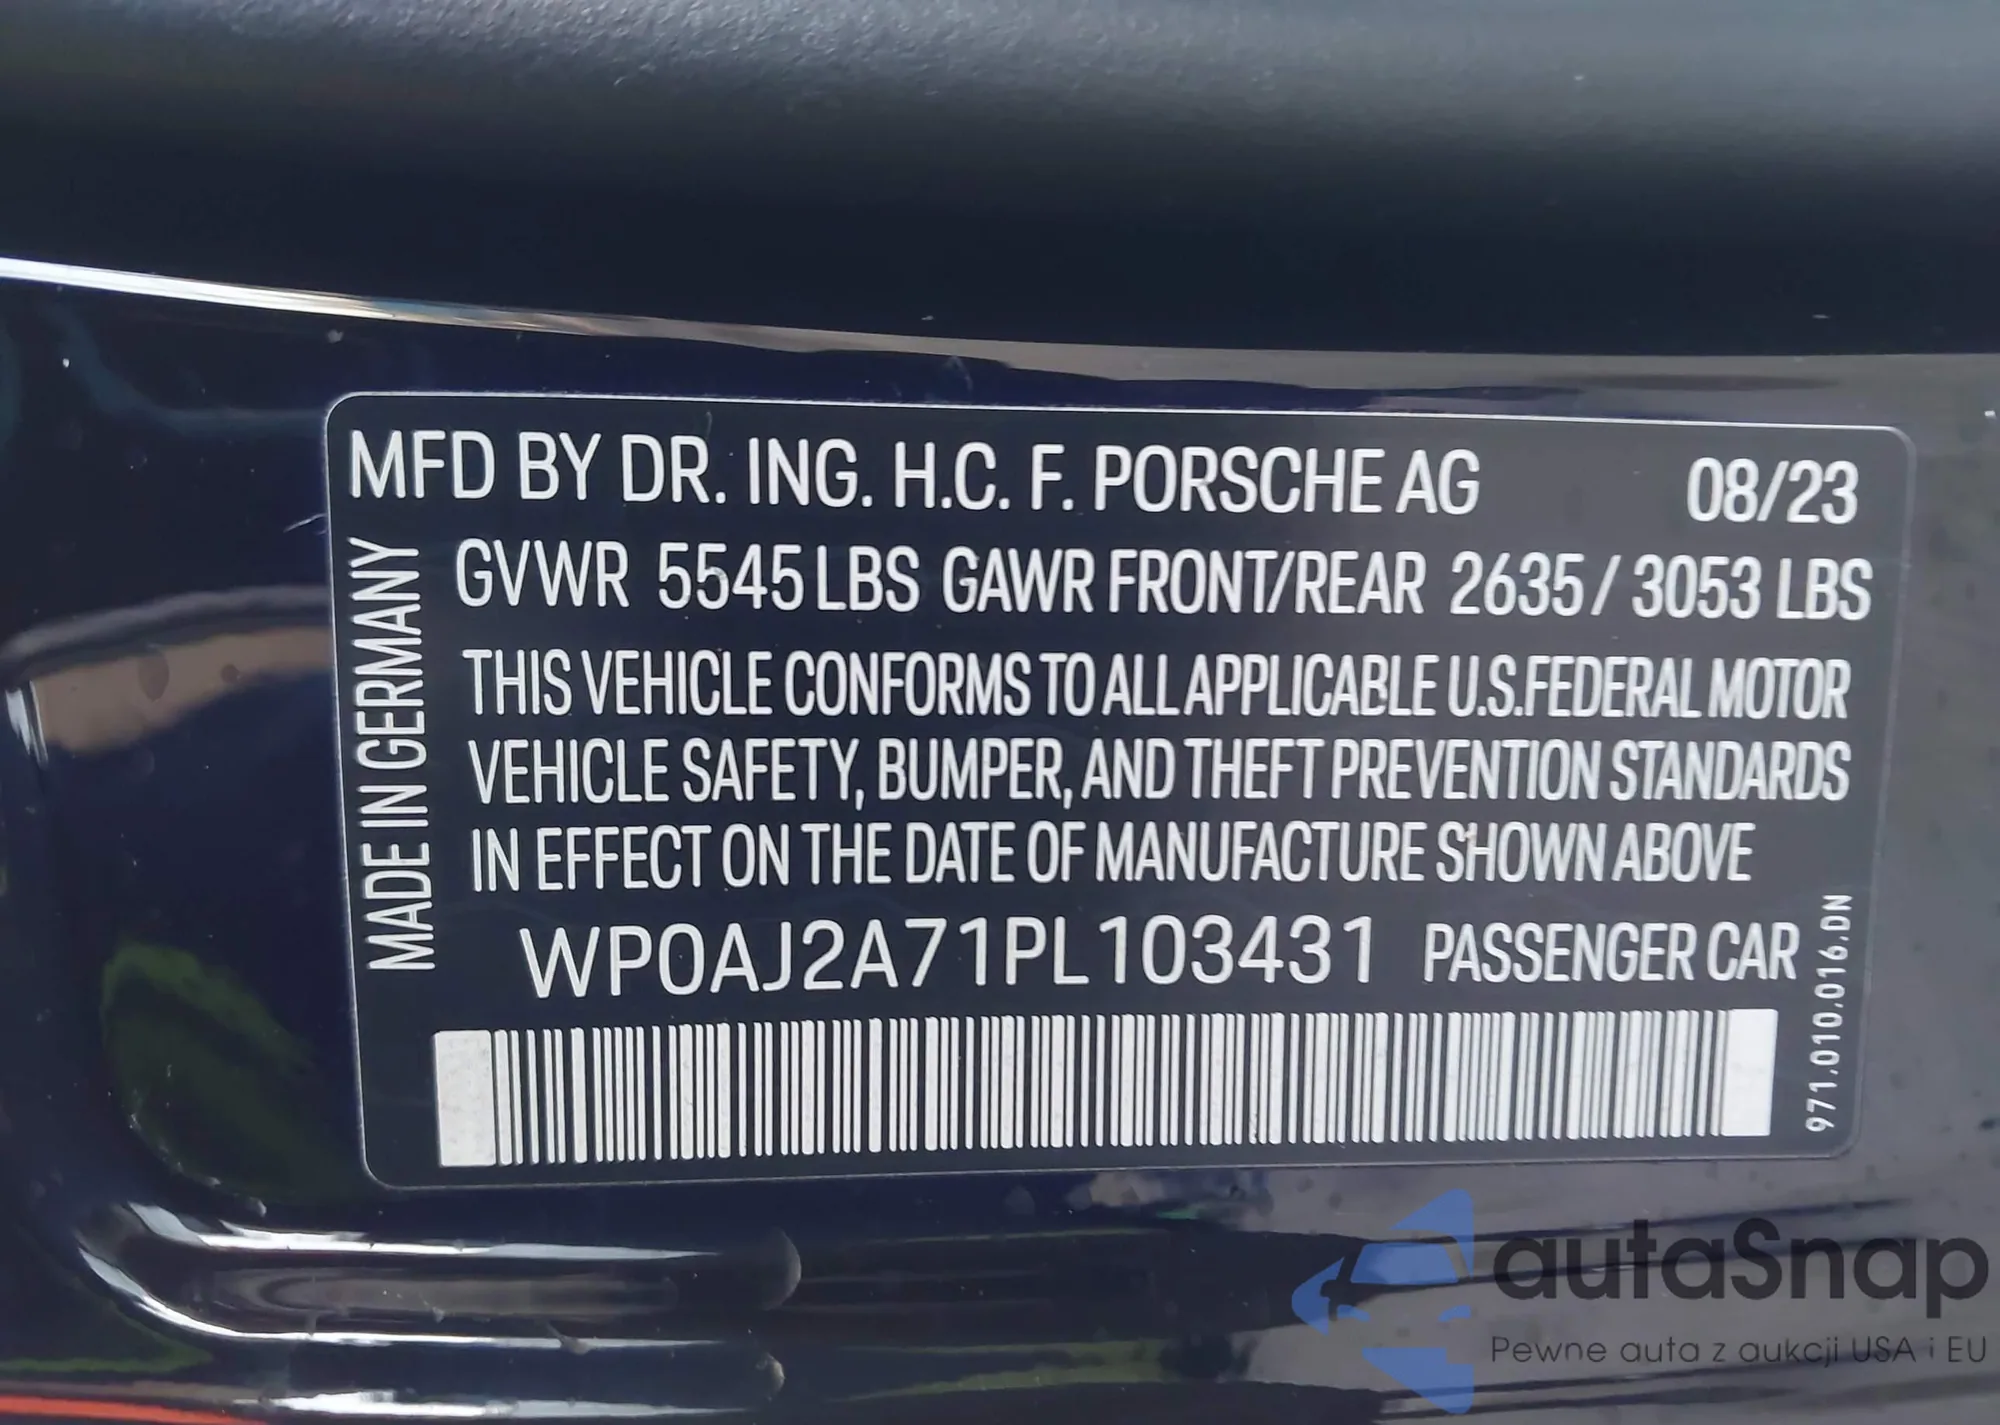 MFD BY DR. ING. H.C. F. PORSCHE AG 08/23
GVWR 5545 LBS GAWR FRONT/REAR 2635 / 3053 LBS
THIS VEHICLE CONFORMS TO ALL APPLICABLE U.S.FEDERAL MOTOR
VEHICLE SAFETY, BUMPER, AND THEFT PREVENTION STANDARDS
IN EFFECT ON THE DATE OF MANUFACTURE SHOWN ABOVE
WP0AJ2A71PL103431 PASSENGER CAR
MADE IN GERMANY
971.010.016.DN
autaSnap
Pewne auta z aukcji USA i EU